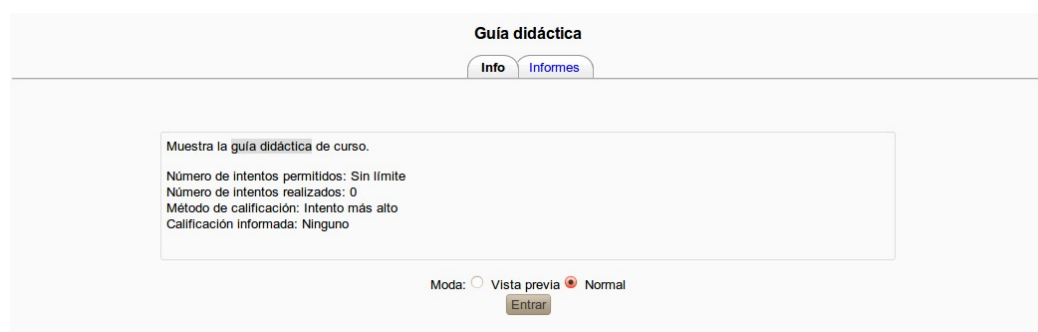 Guía didáctica
Info Informes
Muestra la guía didáctica de curso.
Número de intentos permitidos: Sin límite
Número de intentos realizados: 0
Método de calificación: Intento más alto
Calificación informada: Ninguno
Moda: Vista previa Normal
Entrar